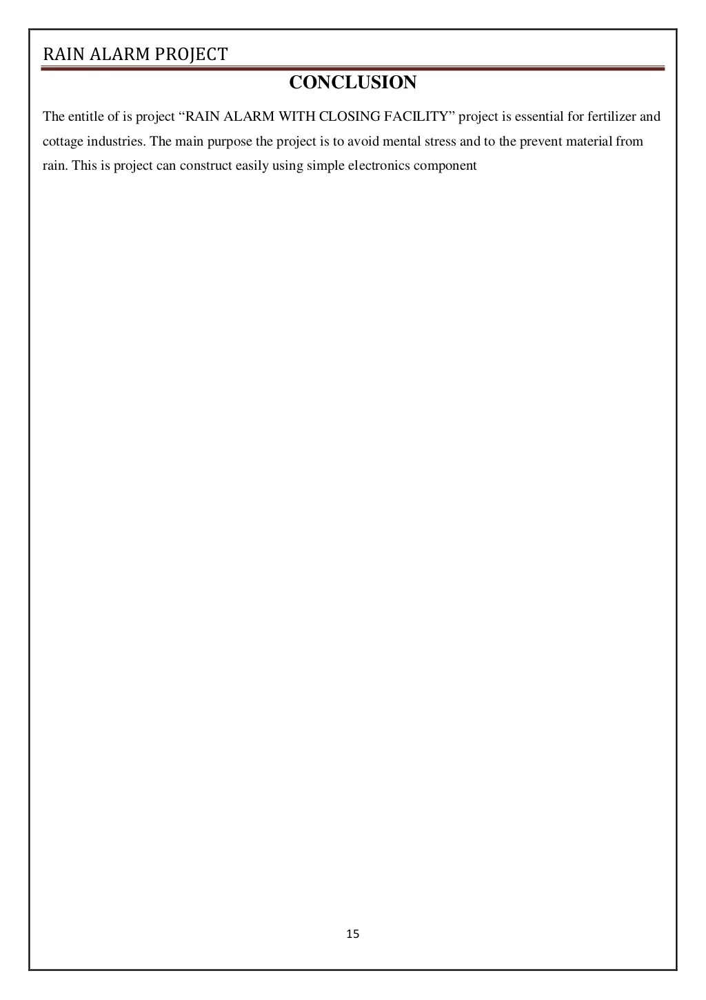 RAIN ALARM PROJECT
CONCLUSION
The entitle of is project “RAIN ALARM WITH CLOSING FACILITY” project is essential for fertilizer and
cottage industries. The main purpose the project is to avoid mental stress and to the prevent material from
rain. This is project can construct easily using simple electronics component
15